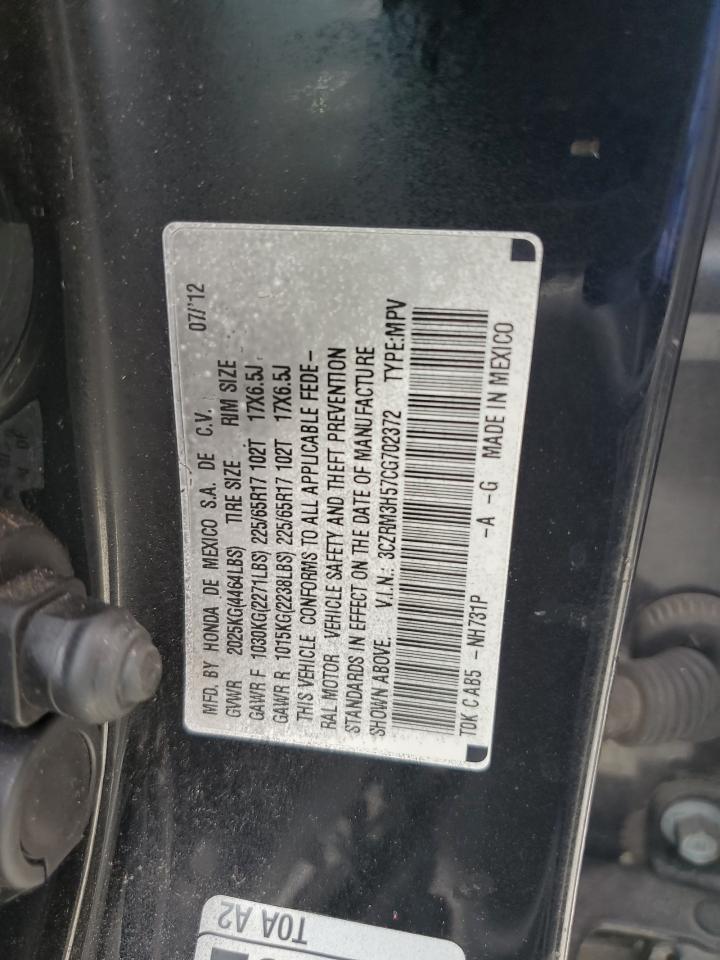 MFD. BY HONDA DE MEXICO S.A. DE C.V. 07/'12
GVWR 2025KG(4464LBS) TIRE SIZE RIM SIZE
GAWR F 1030KG(2271LBS) 225/65R17 102T 17X6.5J
GAWR R 1015KG(2238LBS) 225/65R17 102T 17X6.5J
THIS VEHICLE CONFORMS TO ALL APPLICABLE FEDE-
RAL MOTOR VEHICLE SAFETY AND THEFT PREVENTION
STANDARDS IN EFFECT ON THE DATE OF MANUFACTURE
SHOWN ABOVE. V.I.N.: 3CZRM3H57CG702372 TYPE:MPV
T0K C AB5 -NH731P -A -G MADE IN MEXICO
T0A A2